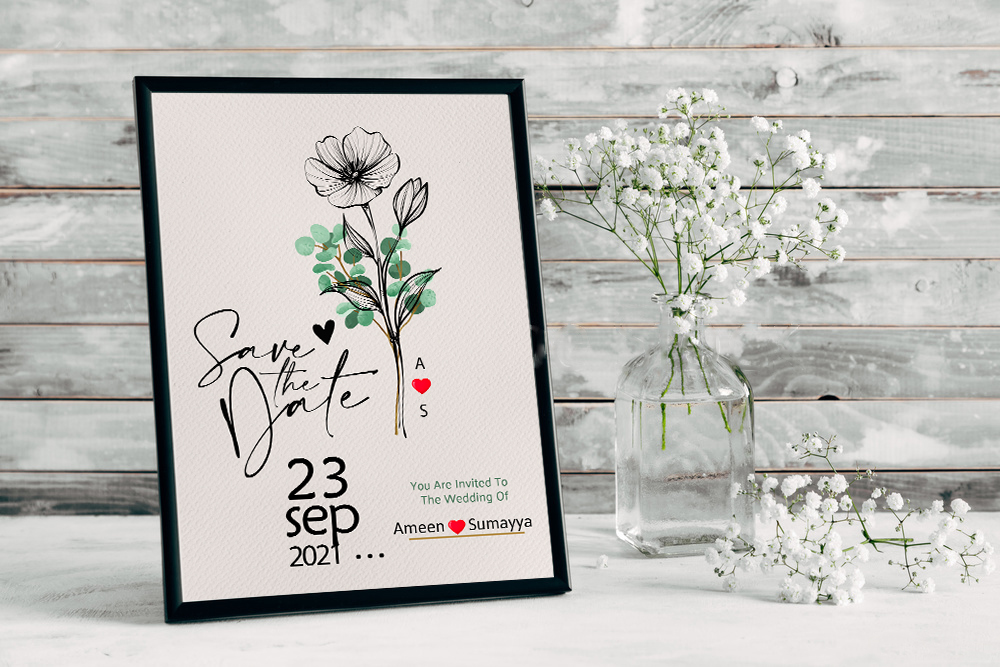 Save
the
Date
A
S
23
sep
2021 ...
You Are Invited To
The Wedding Of
Ameen Sumayya